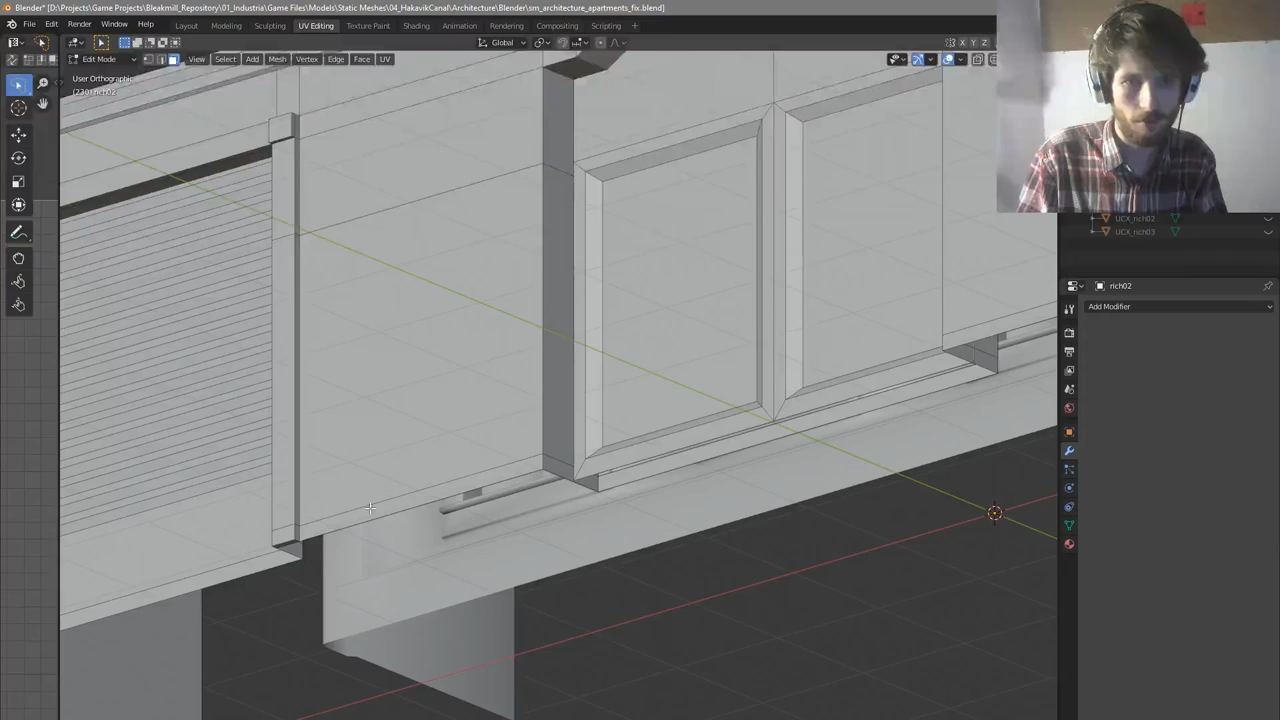 Blender* [D:\Projects\Game Projects\Bleakmill_Repository\01_Industria\Game Files\Models\Static Meshes\04_HakavikCanal\Architecture\Blender\sm_architecture_apartments_fix.blend]
File Edit Render Window Help Layout Modeling Sculpting UV Editing Texture Paint Shading Animation Rendering Compositing Scripting +
Global X Y Z
Edit Mode View Select Add Mesh Vertex Edge Face UV
User Orthographic
(230) rich02
UCX_rich02
UCX_rich03
rich02
Add Modifier